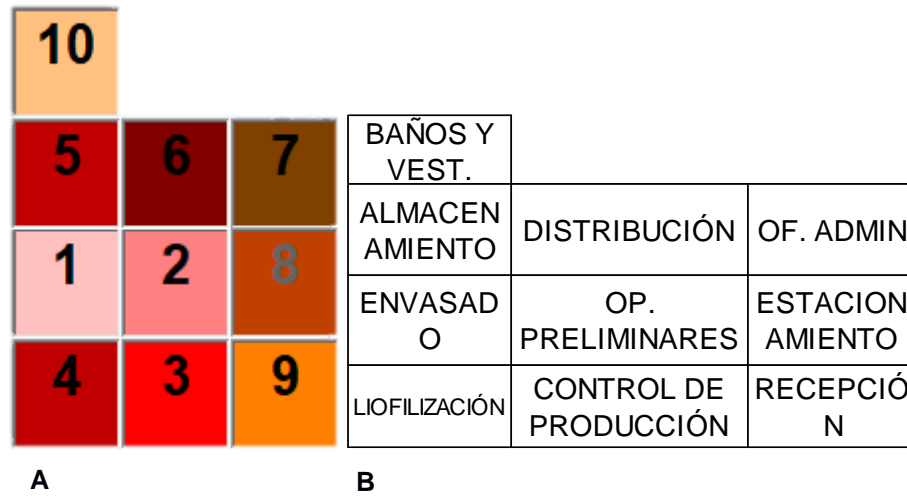 10
5 6 7
1 2 8
4 3 9
A
BAÑOS Y
VEST.
ALMACEN
AMIENTO
DISTRIBUCIÓN
OF. ADMIN
ENVASAD
O
OP.
PRELIMINARES
ESTACION
AMIENTO
LIOFILIZACIÓN
CONTROL DE
PRODUCCIÓN
RECEPCIÓ
N
B